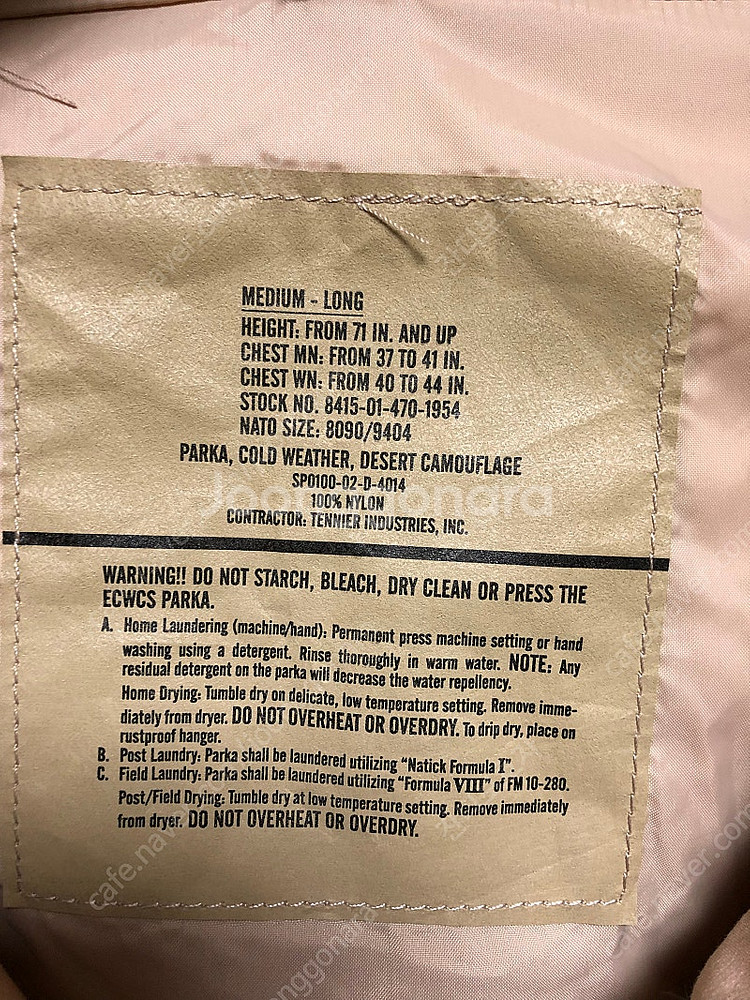 MEDIUM - LONG
HEIGHT: FROM 71 IN. AND UP
CHEST MN: FROM 37 TO 41 IN.
CHEST WN: FROM 40 TO 44 IN.
STOCK NO. 8415-01-470-1954
NATO SIZE: 8090/9404
PARKA, COLD WEATHER, DESERT CAMOUFLAGE
SPO100-02-D-4014
100% NYLON
Joonggonara
CONTRACTOR: TENNIER INDUSTRIES, INC.
WARNING!! DO NOT STARCH, BLEACH, DRY CLEAN OR PRESS THE
ECWCS PARKA.
A. Home Laundering (machine/hand): Permanent press machine setting or hand
washing using a detergent. Rinse thoroughly in warm water. NOTE: Any
residual detergent on the parka will decrease the water repellency.
Home Drying: Tumble dry on delicate, low temperature setting. Remove imme-
diately from dryer. DO NOT OVERHEAT OR OVERDRY. To drip dry, place on
rustproof hanger.
B. Post Laundry: Parka shall be laundered utilizing "Natick Formula I".
C. Field Laundry: Parka shall be laundered utilizing "Formula VIII" of FM 10-280.
Post/Field Drying: Tumble dry at low temperature setting. Remove immediately
from dryer. DO NOT OVERHEAT OR OVERDRY.